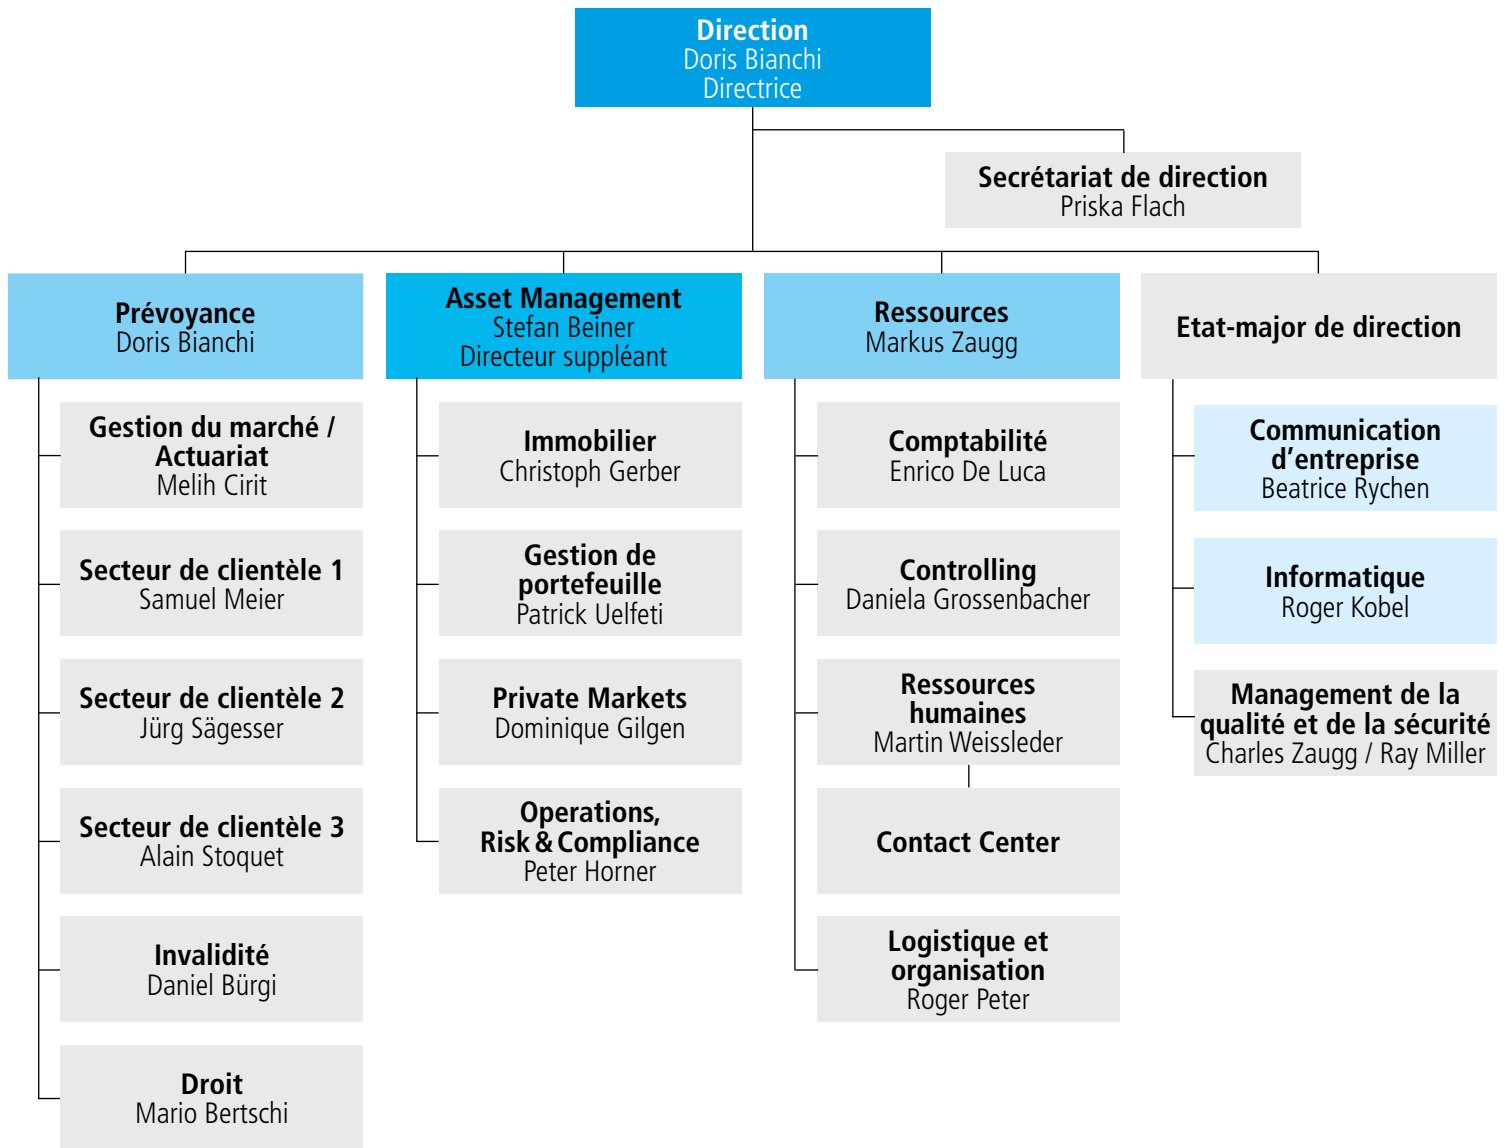 Direction
Doris Bianchi
Directrice
Secrétariat de direction
Priska Flach
Prévoyance
Doris Bianchi
Asset Management
Stefan Beiner
Directeur suppléant
Ressources
Markus Zaugg
Etat-major de direction
Gestion du marché /
Actuariat
Melih Cirit
Secteur de clientèle 1
Samuel Meier
Secteur de clientèle 2
Jürg Sägesser
Secteur de clientèle 3
Alain Stoquet
Invalidité
Daniel Bürgi
Droit
Mario Bertschi
Immobilier
Christoph Gerber
Gestion de
portefeuille
Patrick Uelfeti
Private Markets
Dominique Gilgen
Operations,
Risk & Compliance
Peter Horner
Comptabilité
Enrico De Luca
Controlling
Daniela Grossenbacher
Ressources
humaines
Martin Weissleder
Contact Center
Logistique et
organisation
Roger Peter
Communication
d'entreprise
Beatrice Rychen
Informatique
Roger Kobel
Management de la
qualité et de la sécurité
Charles Zaugg / Ray Miller